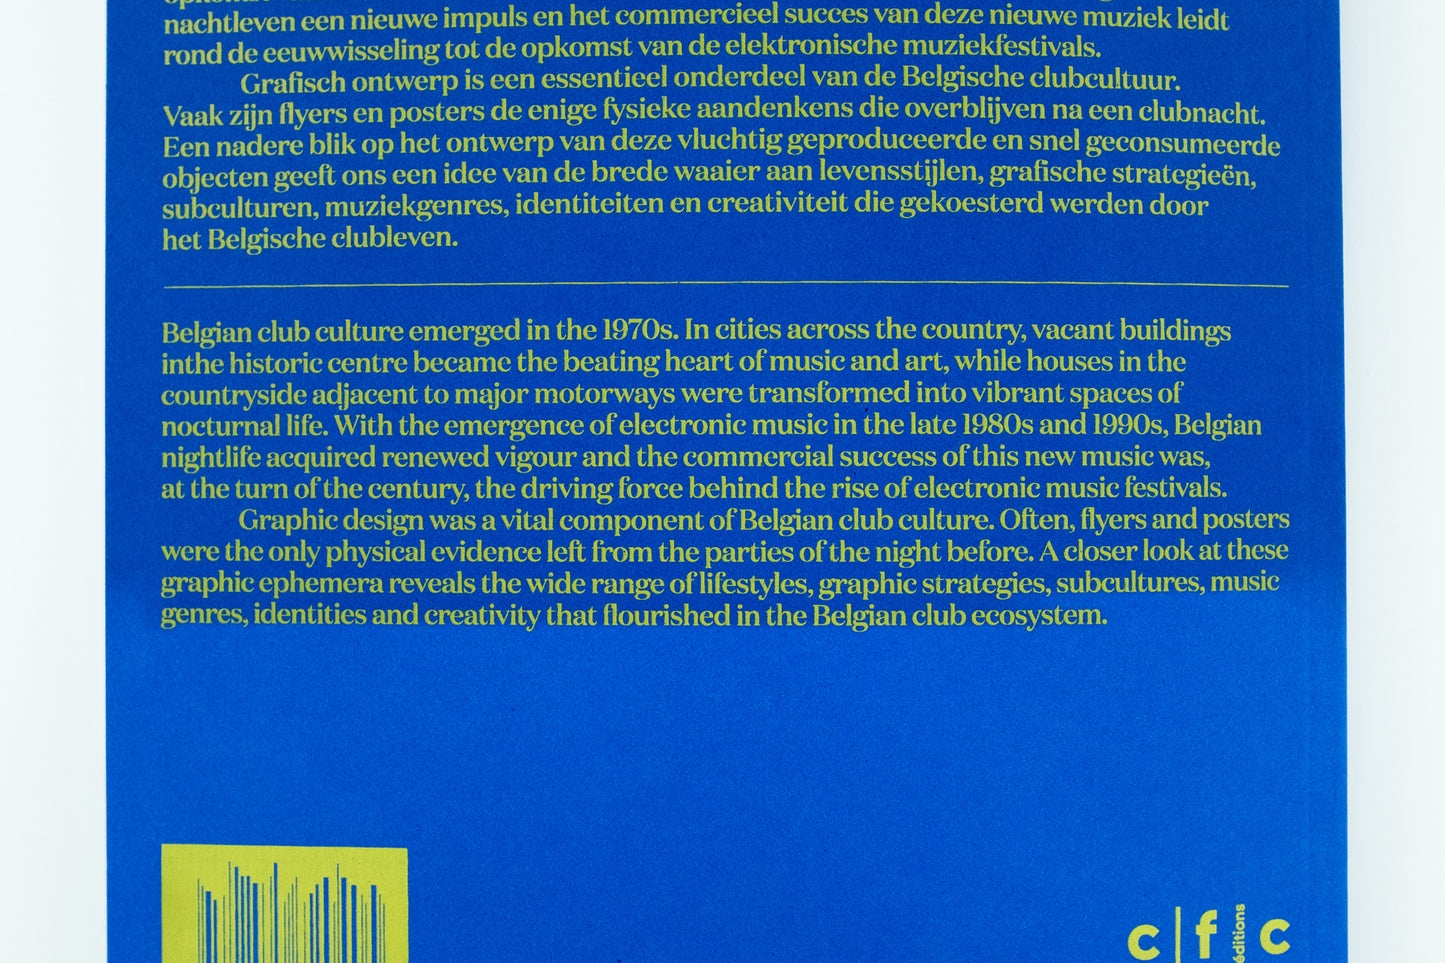 nachtleven een nieuwe impuls en het commercieel succes van deze nieuwe muziek leidt
rond de eeuwwisseling tot de opkomst van de elektronische muziekfestivals.
Grafisch ontwerp is een essentieel onderdeel van de Belgische clubcultuur.
Vaak zijn flyers en posters de enige fysieke aandenkens die overblijven na een clubnacht.
Een nadere blik op het ontwerp van deze vluchtig geproduceerde en snel geconsumeerde
objecten geeft ons een idee van de brede waaier aan levensstijlen, grafische strategieën,
subculturen, muziekgenres, identiteiten en creativiteit die gekoesterd werden door
het Belgische clubleven.
Belgian club culture emerged in the 1970s. In cities across the country, vacant buildings
inthe historic centre became the beating heart of music and art, while houses in the
countryside adjacent to major motorways were transformed into vibrant spaces of
nocturnal life. With the emergence of electronic music in the late 1980s and 1990s, Belgian
nightlife acquired renewed vigour and the commercial success of this new music was,
at the turn of the century, the driving force behind the rise of electronic music festivals.
Graphic design was a vital component of Belgian club culture. Often, flyers and posters
were the only physical evidence left from the parties of the night before. A closer look at these
graphic ephemera reveals the wide range of lifestyles, graphic strategies, subcultures, music
genres, identities and creativity that flourished in the Belgian club ecosystem.
c | f éditions c